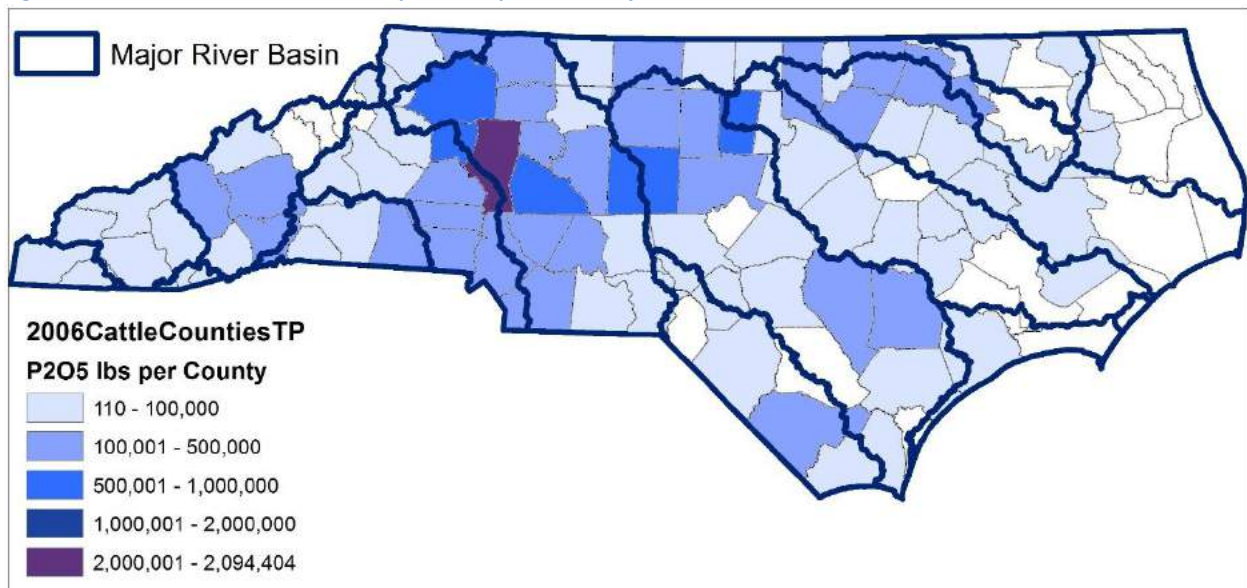 Major River Basin
2006CattleCountiesTP
P2O5 lbs per County
110 - 100,000
100,001 - 500,000
500,001 - 1,000,000
1,000,001 - 2,000,000
2,000,001 - 2,094,404